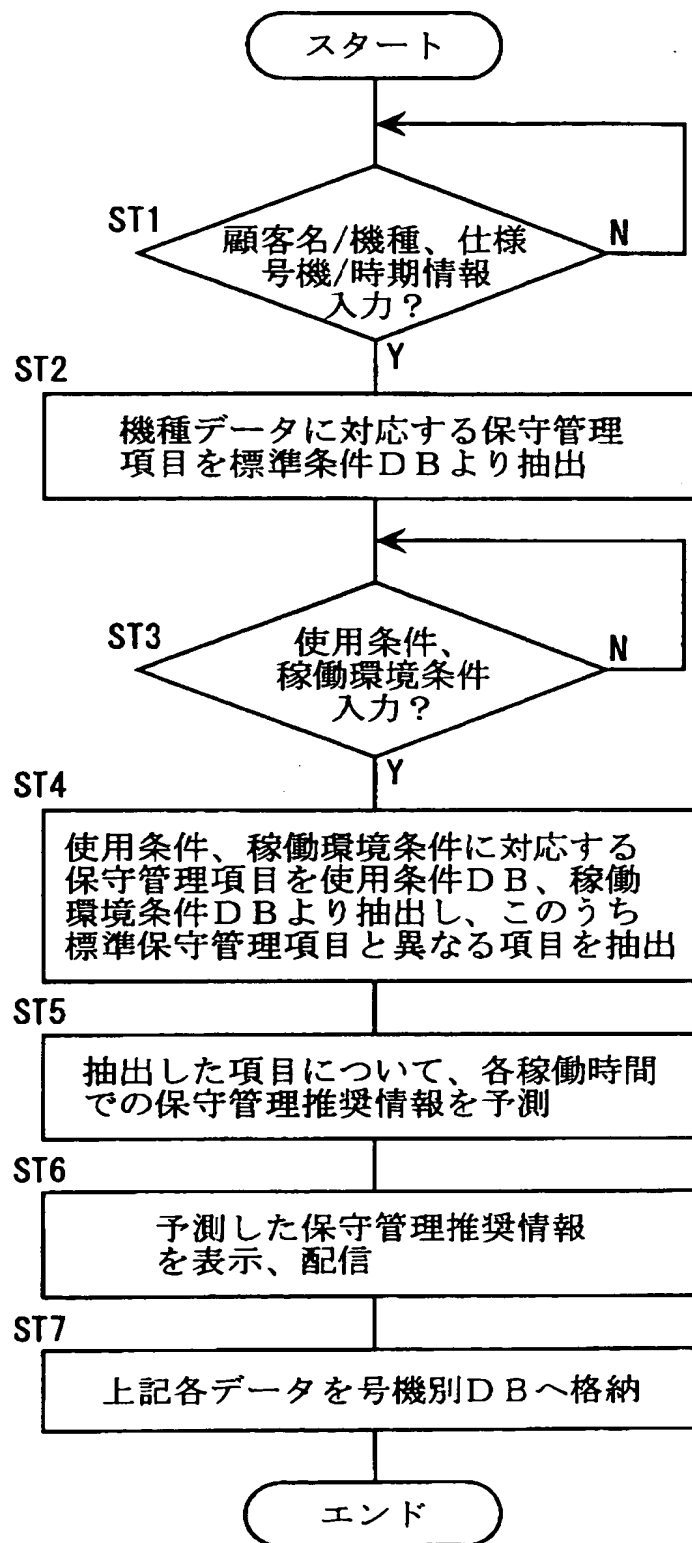 スタート
ST1
顧客名/機種、仕様
号機/時期情報
入力？
N
Y
ST2
機種データに対応する保守管理
項目を標準条件ＤＢより抽出
ST3
使用条件、
稼働環境条件
入力？
N
Y
ST4
使用条件、稼働環境条件に対応する
保守管理項目を使用条件ＤＢ、稼働
環境条件ＤＢより抽出し、このうち
標準保守管理項目と異なる項目を抽出
ST5
抽出した項目について、各稼働時間
での保守管理推奨情報を予測
ST6
予測した保守管理推奨情報
を表示、配信
ST7
上記各データを号機別ＤＢへ格納
エンド